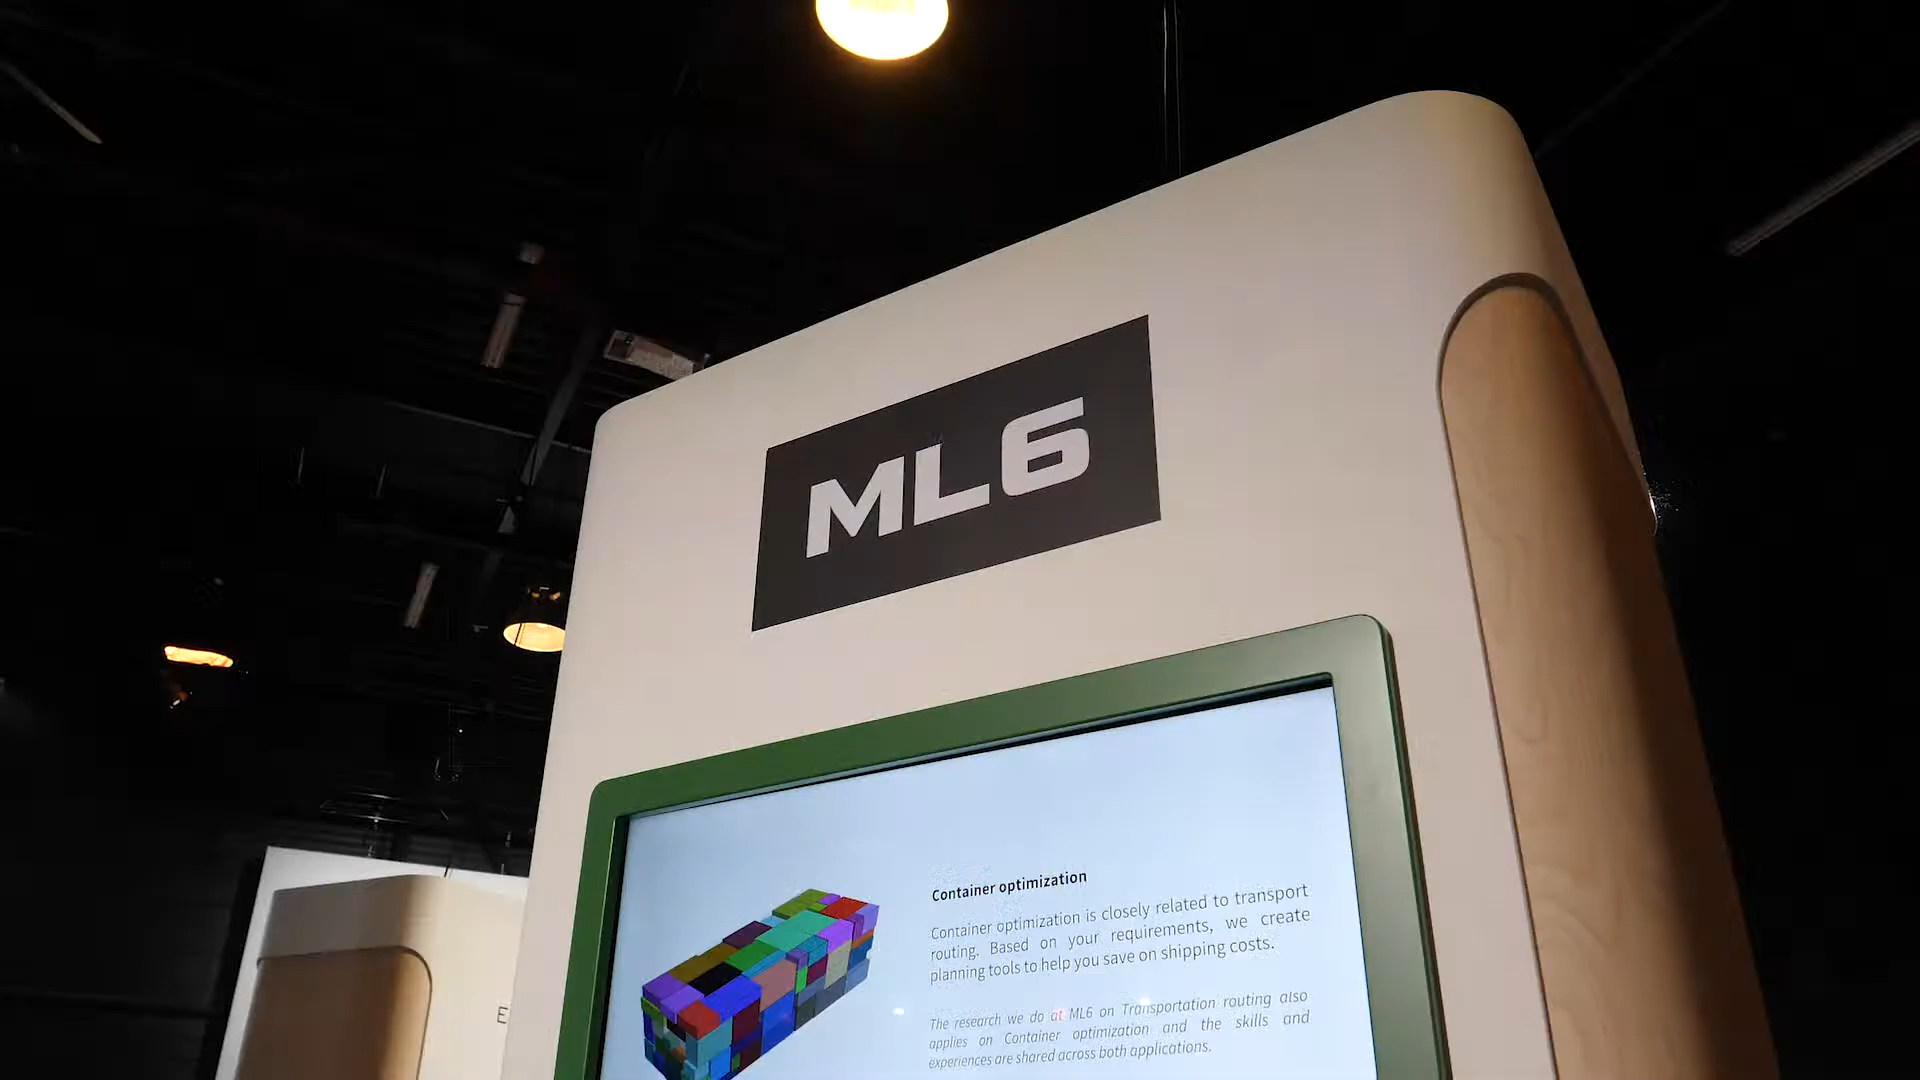 ML6
Container optimization
Container optimization is closely related to transport
routing. Based on your requirements, we create
planning tools to help you save on shipping costs.
The research we do at ML6 on Transportation routing also
applies on Container optimization and the skills and
experiences are shared across both applications.
E